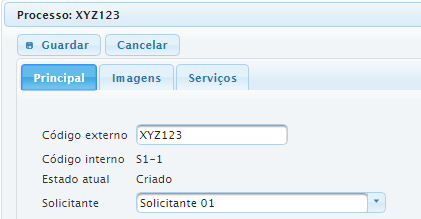 Processo: XYZ123
Guardar Cancelar
Principal Imagens Serviços
Código externo XYZ123
Código interno S1-1
Estado atual Criado
Solicitante Solicitante 01